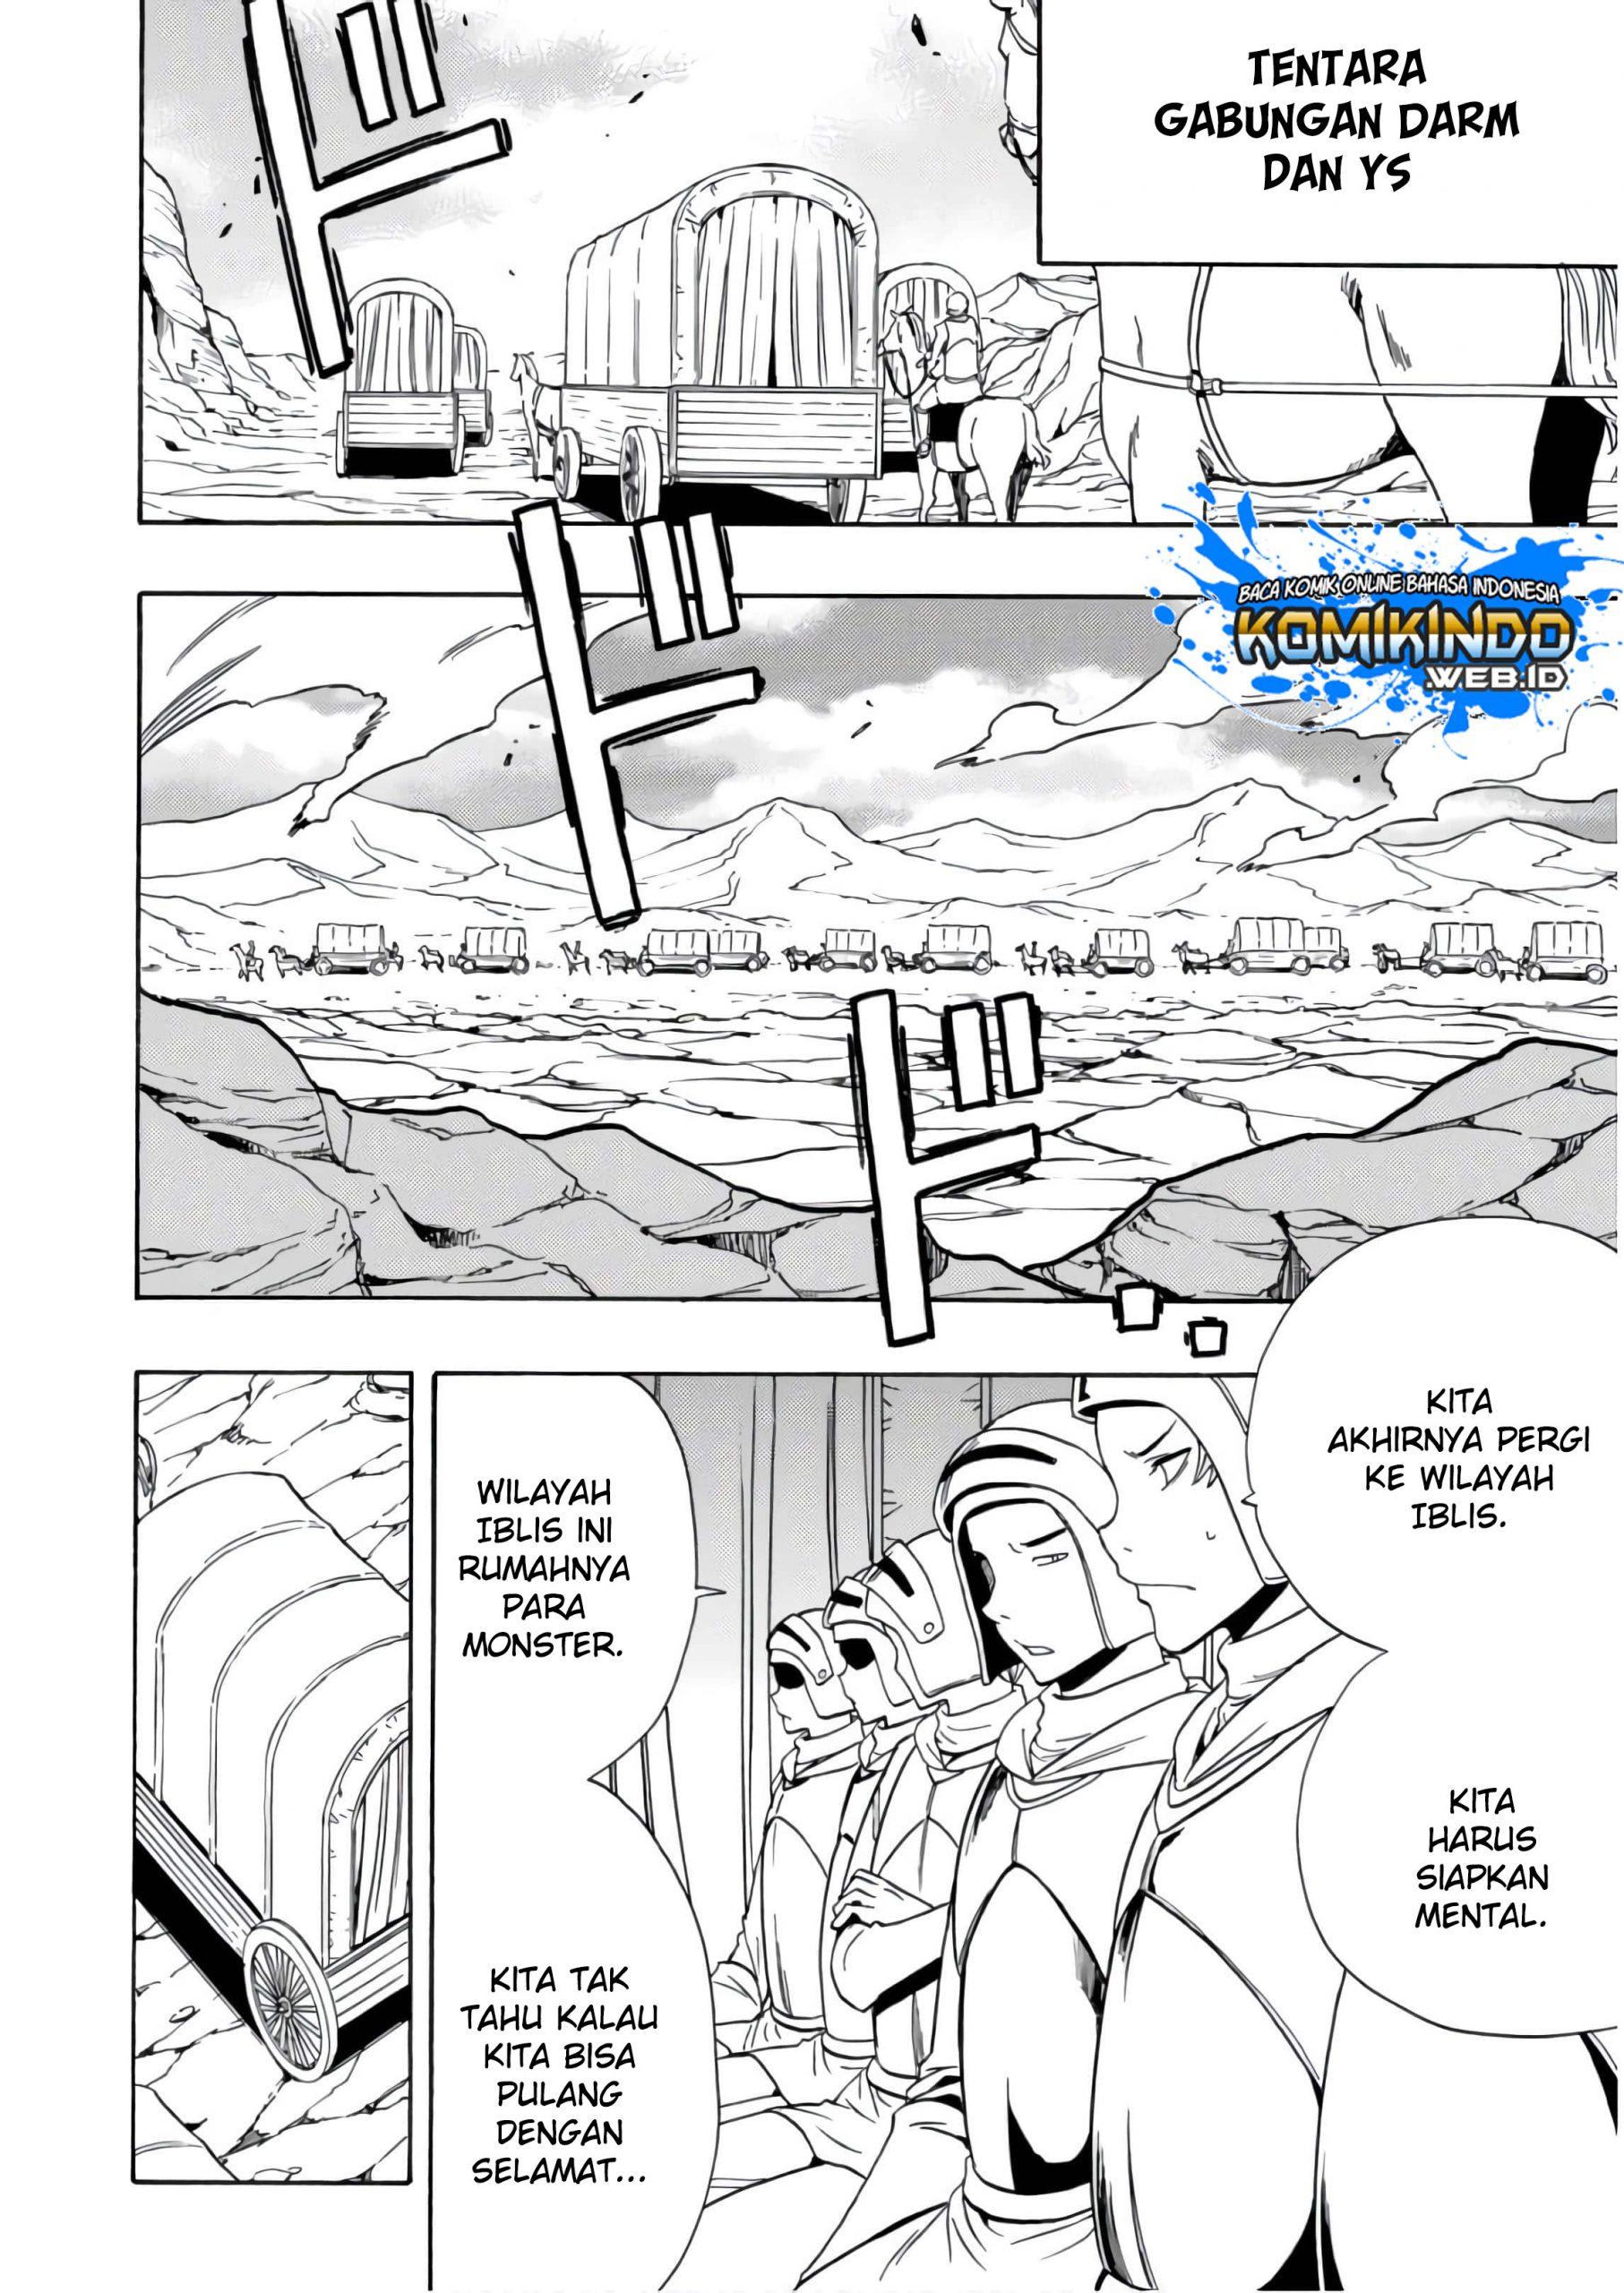 TENTARA
GABUNGAN DARM
DAN YS
ド
BACA KOMIK ONLINE BAHASA INDONESIA
KOMIKINDO
.WEB.ID
ド
ド
KITA
AKHIRNYA PERGI
KE WILAYAH
IBLIS.
KITA
HARUS
SIAPKAN
MENTAL.
WILAYAH
IBLIS INI
RUMAHNYA
PARA
MONSTER.
KITA TAK
TAHU KALAU
KITA BISA
PULANG
DENGAN
SELAMAT...